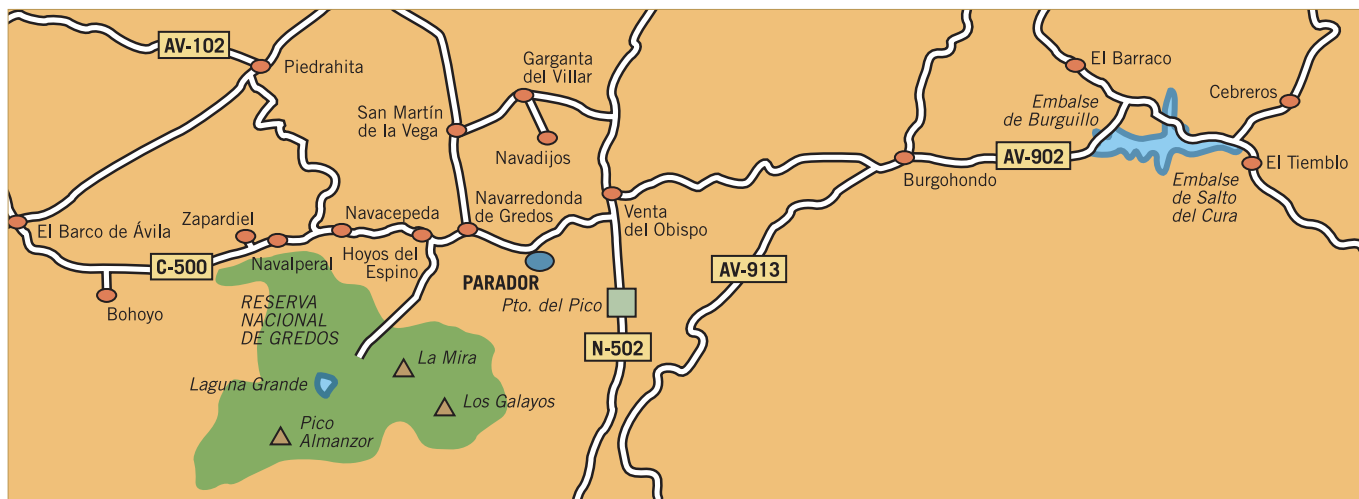 AV-102
Piedrahita
Garganta
del Villar
San Martín
de la Vega
Navadijos
El Barraco
Embalse
de Burguillo
Cebreros
AV-902
Burgohondo
El Tiemblo
Embalse
de Salto
del Cura
El Barco de Ávila
Zapardiel
Navacepeda
Navarredonda
de Gredos
Venta
del Obispo
C-500
Navalperal
Hoyos del
Espino
PARADOR
AV-913
Bohoyo
RESERVA
NACIONAL
DE GREDOS
Pto. del Pico
N-502
La Mira
Laguna Grande
Los Galayos
Pico
Almanzor